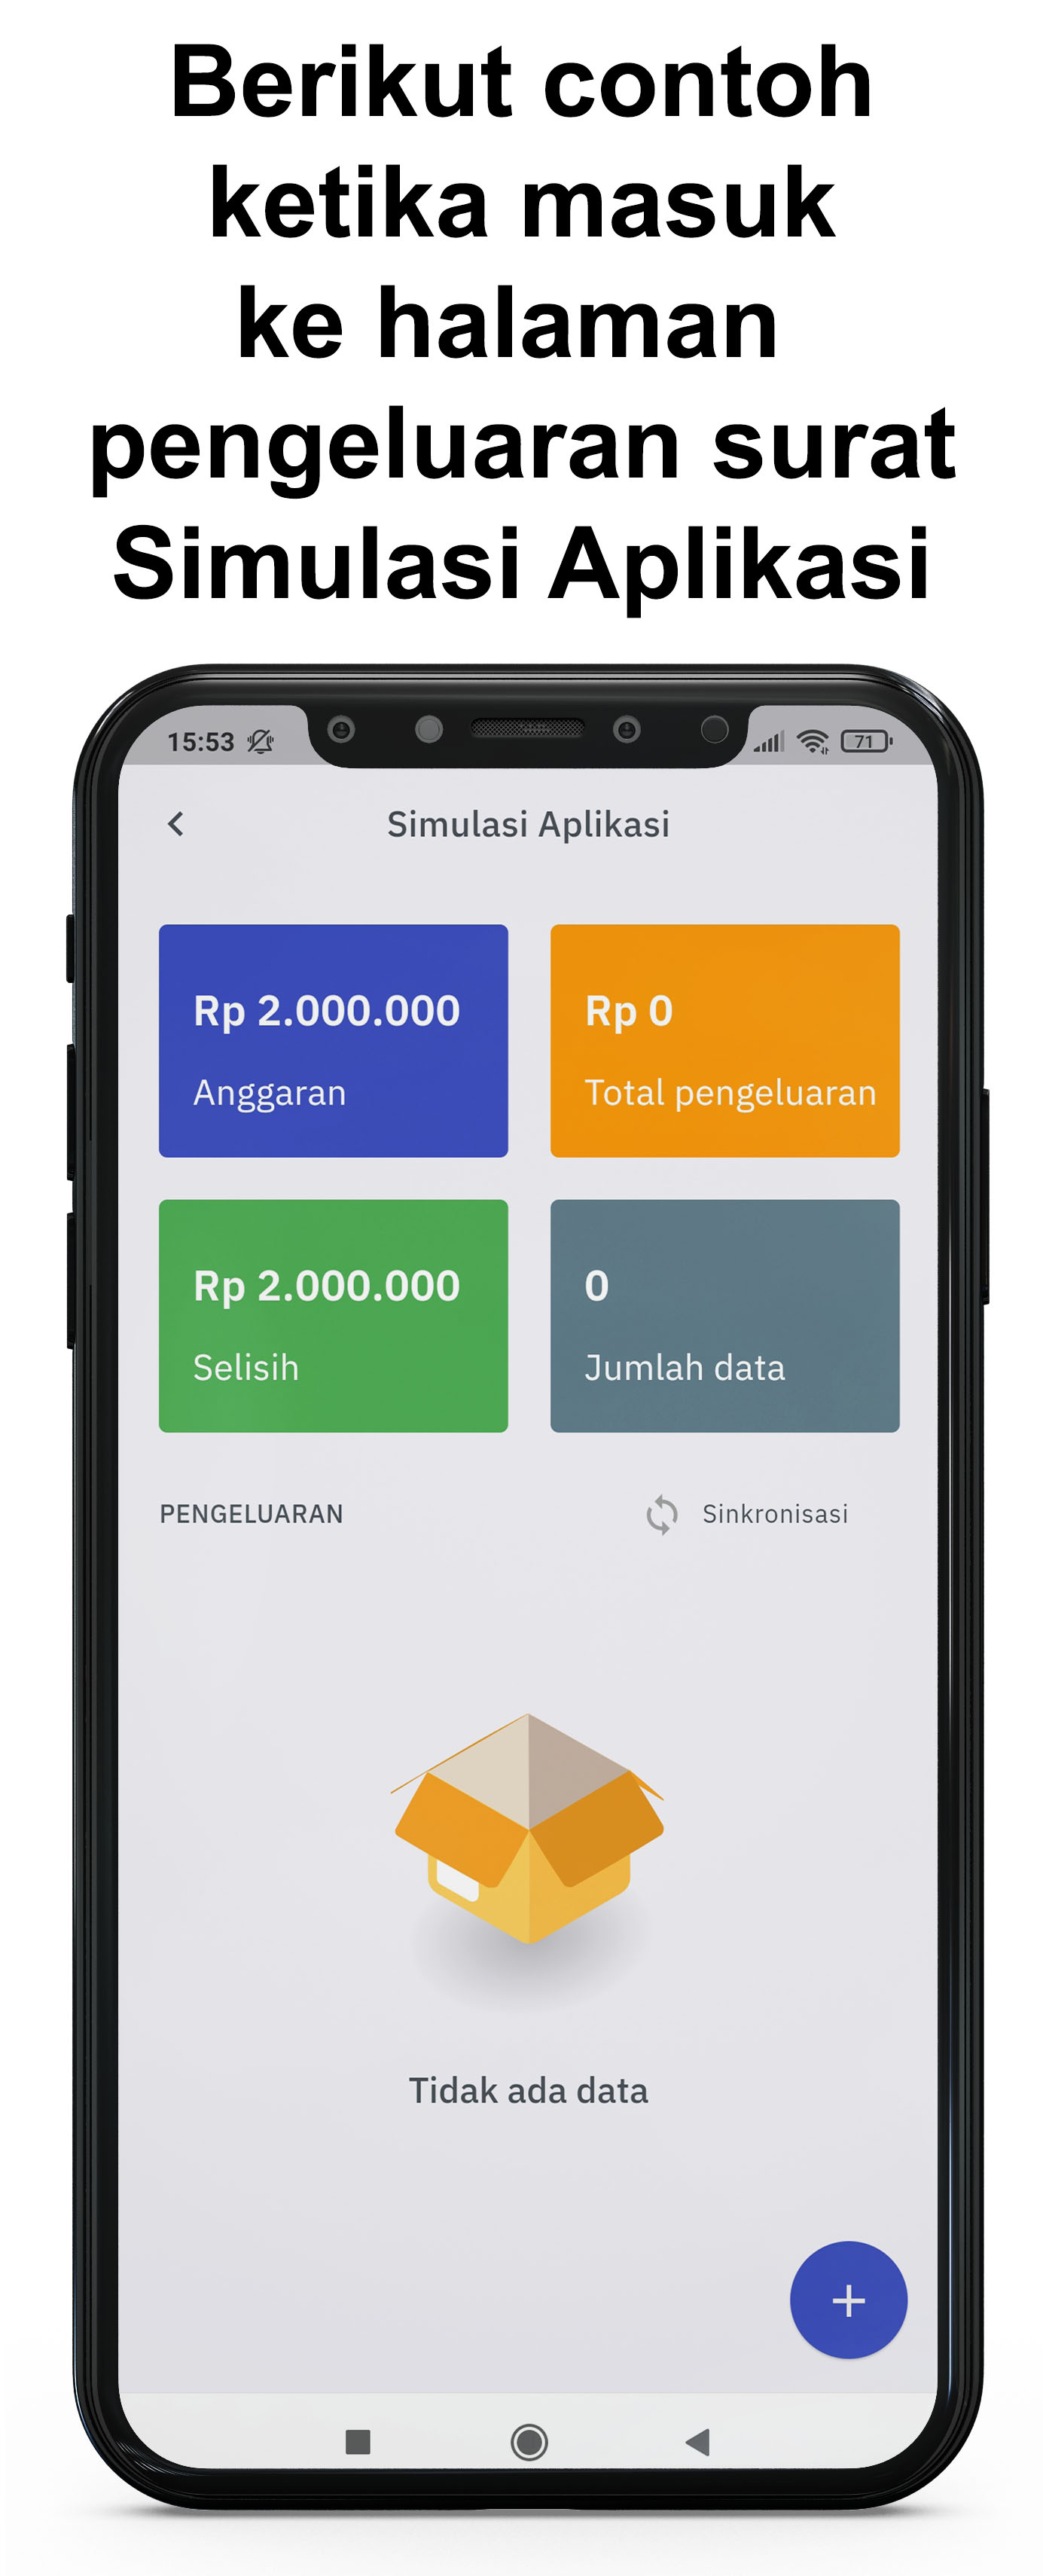 Berikut contoh
ketika masuk
ke halaman
pengeluaran surat
Simulasi Aplikasi
15:53
71
Simulasi Aplikasi
Rp 2.000.000
Anggaran
Rp 0
Total pengeluaran
Rp 2.000.000
Selisih
0
Jumlah data
PENGELUARAN
Sinkronisasi
Tidak ada data
+